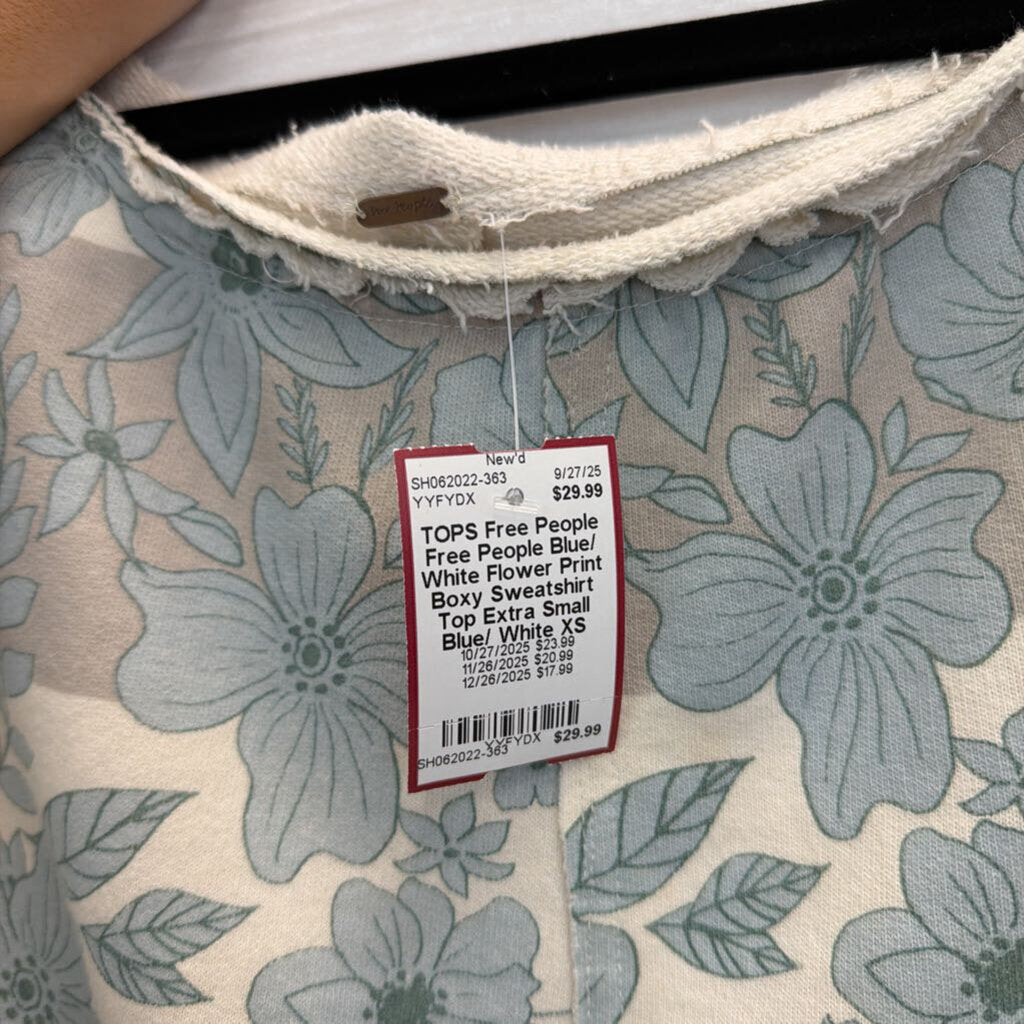 free people
New'd
SH062022-363 9/27/25
YYFYDX $29.99
TOPS Free People
Free People Blue/
White Flower Print
Boxy Sweatshirt
Top Extra Small
Blue/ White XS
10/27/2025 $23.99
11/26/2025 $20.99
12/26/2025 $17.99
YYFYDX $29.99
SH062022-363